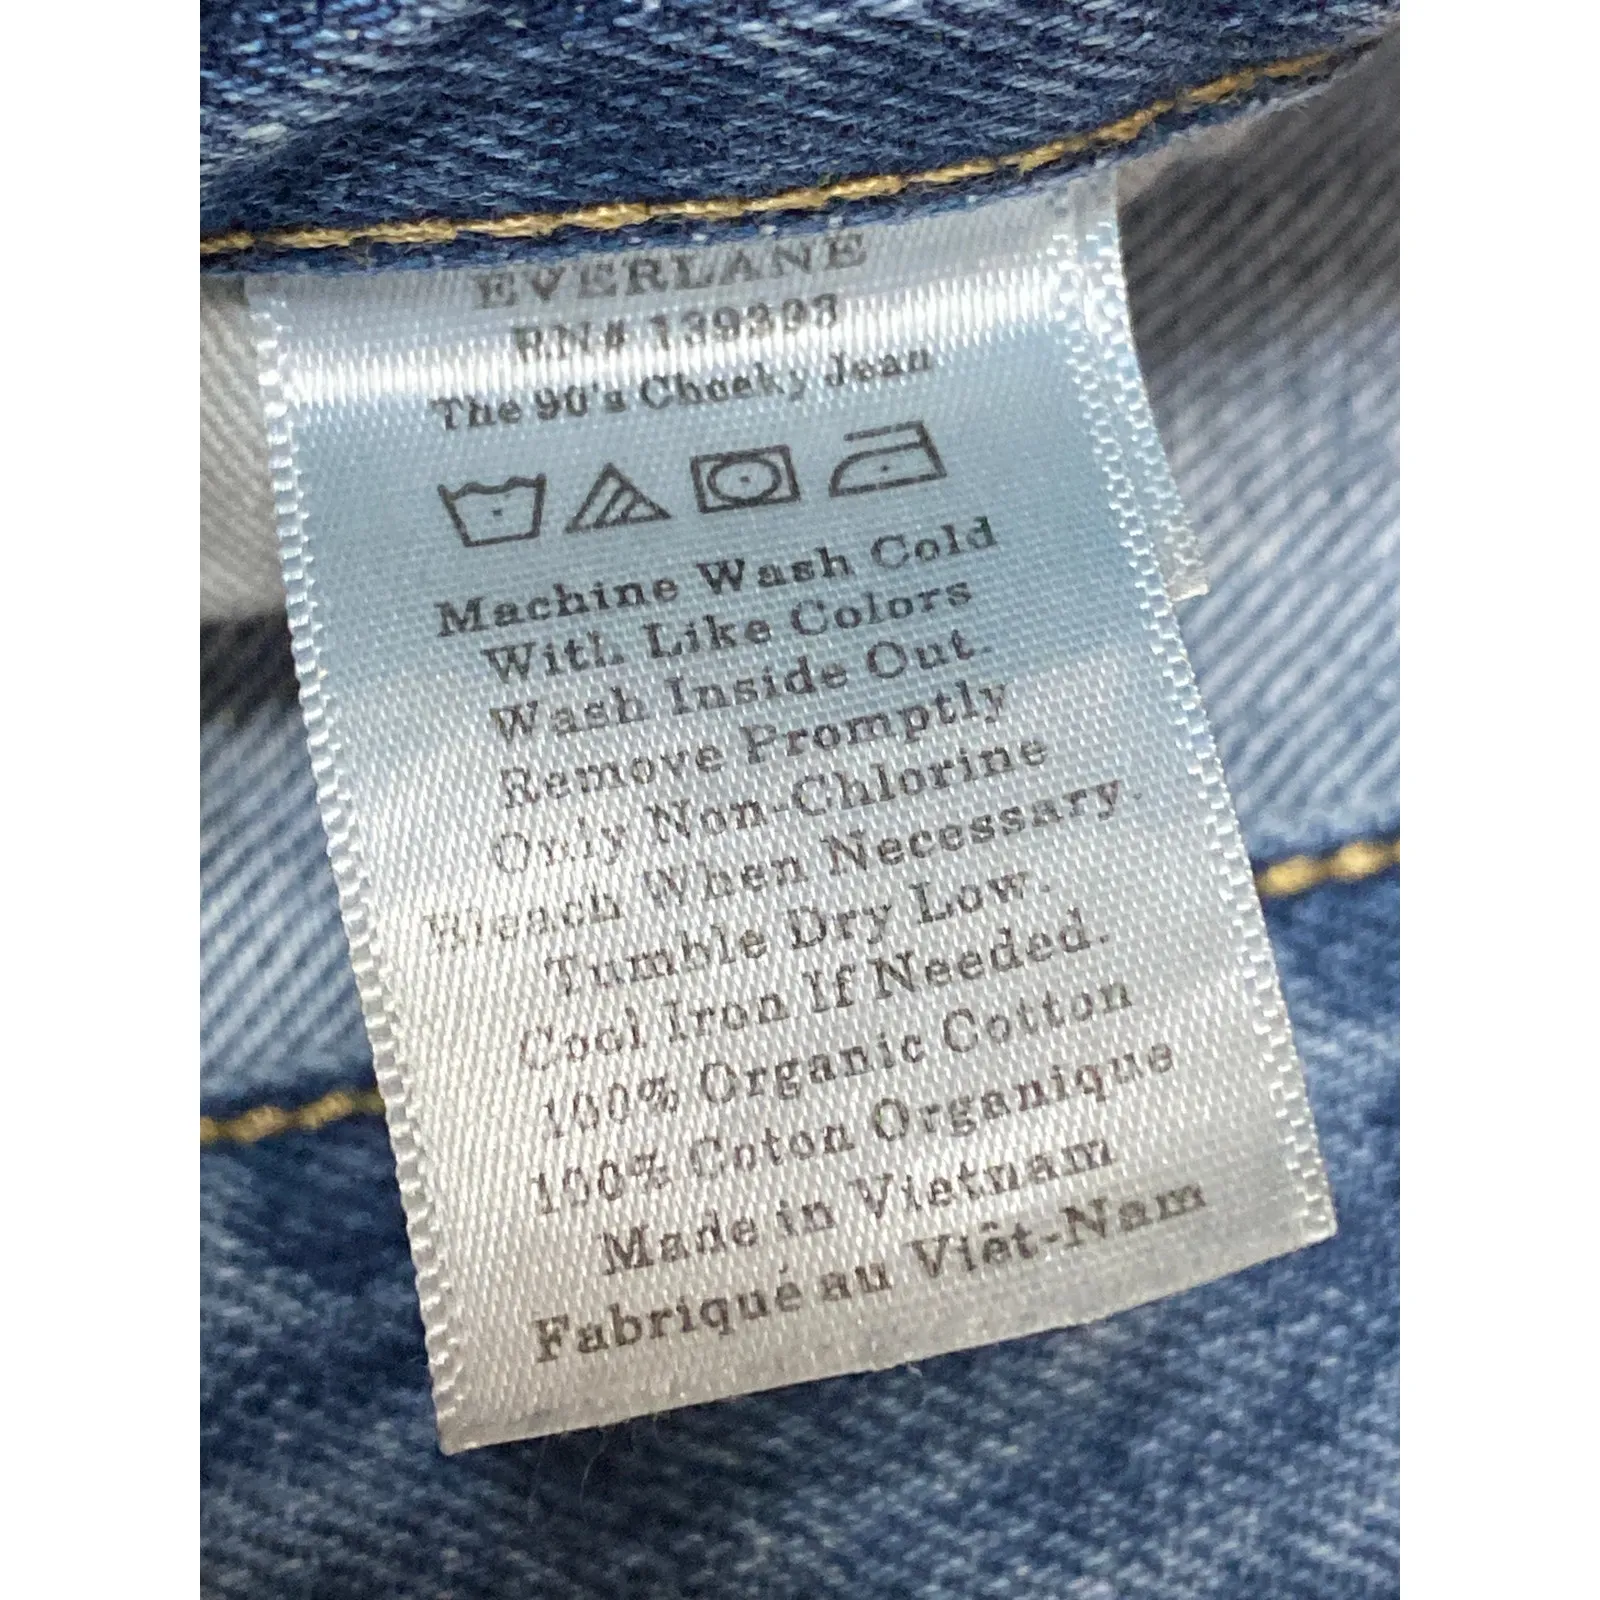 EVERLANE
RN# 139393
The 90's Cheeky Jean
Machine Wash Cold
With Like Colors
Wash Inside Out.
Remove Promptly
Only Non-Chlorine
Bleach When Necessary.
Tumble Dry Low.
Cool Iron If Needed.
100% Organic Cotton
100% Coton Organique
Made in Vietnam
Fabriqué au Viêt-Nam